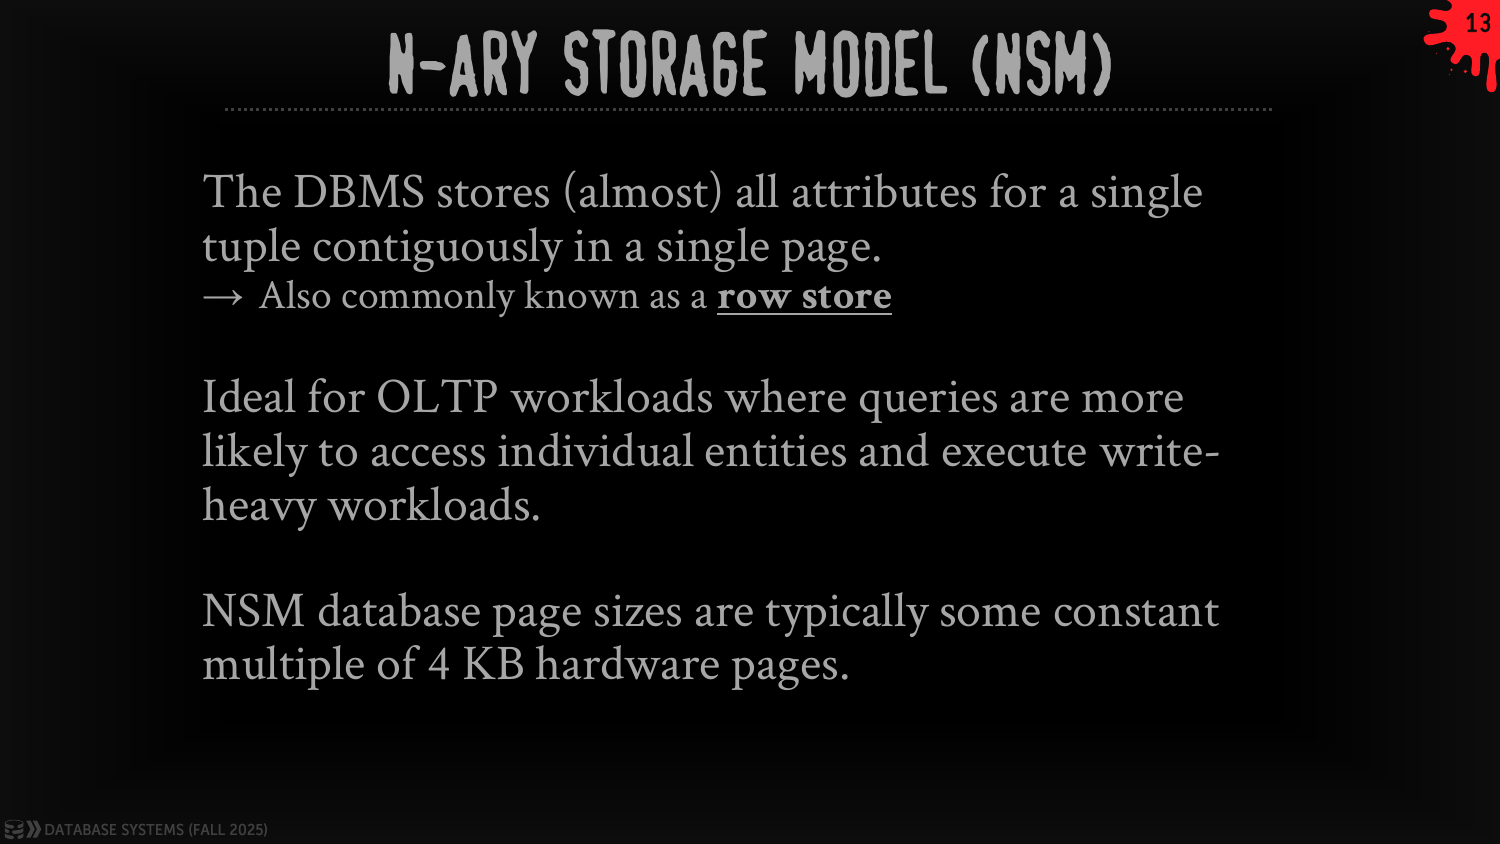 13
N-ARY STORAGE MODEL (NSM)
The DBMS stores (almost) all attributes for a single
tuple contiguously in a single page.
→ Also commonly known as a row store
Ideal for OLTP workloads where queries are more
likely to access individual entities and execute write-
heavy workloads.
NSM database page sizes are typically some constant
multiple of 4 KB hardware pages.
DATABASE SYSTEMS (FALL 2025)